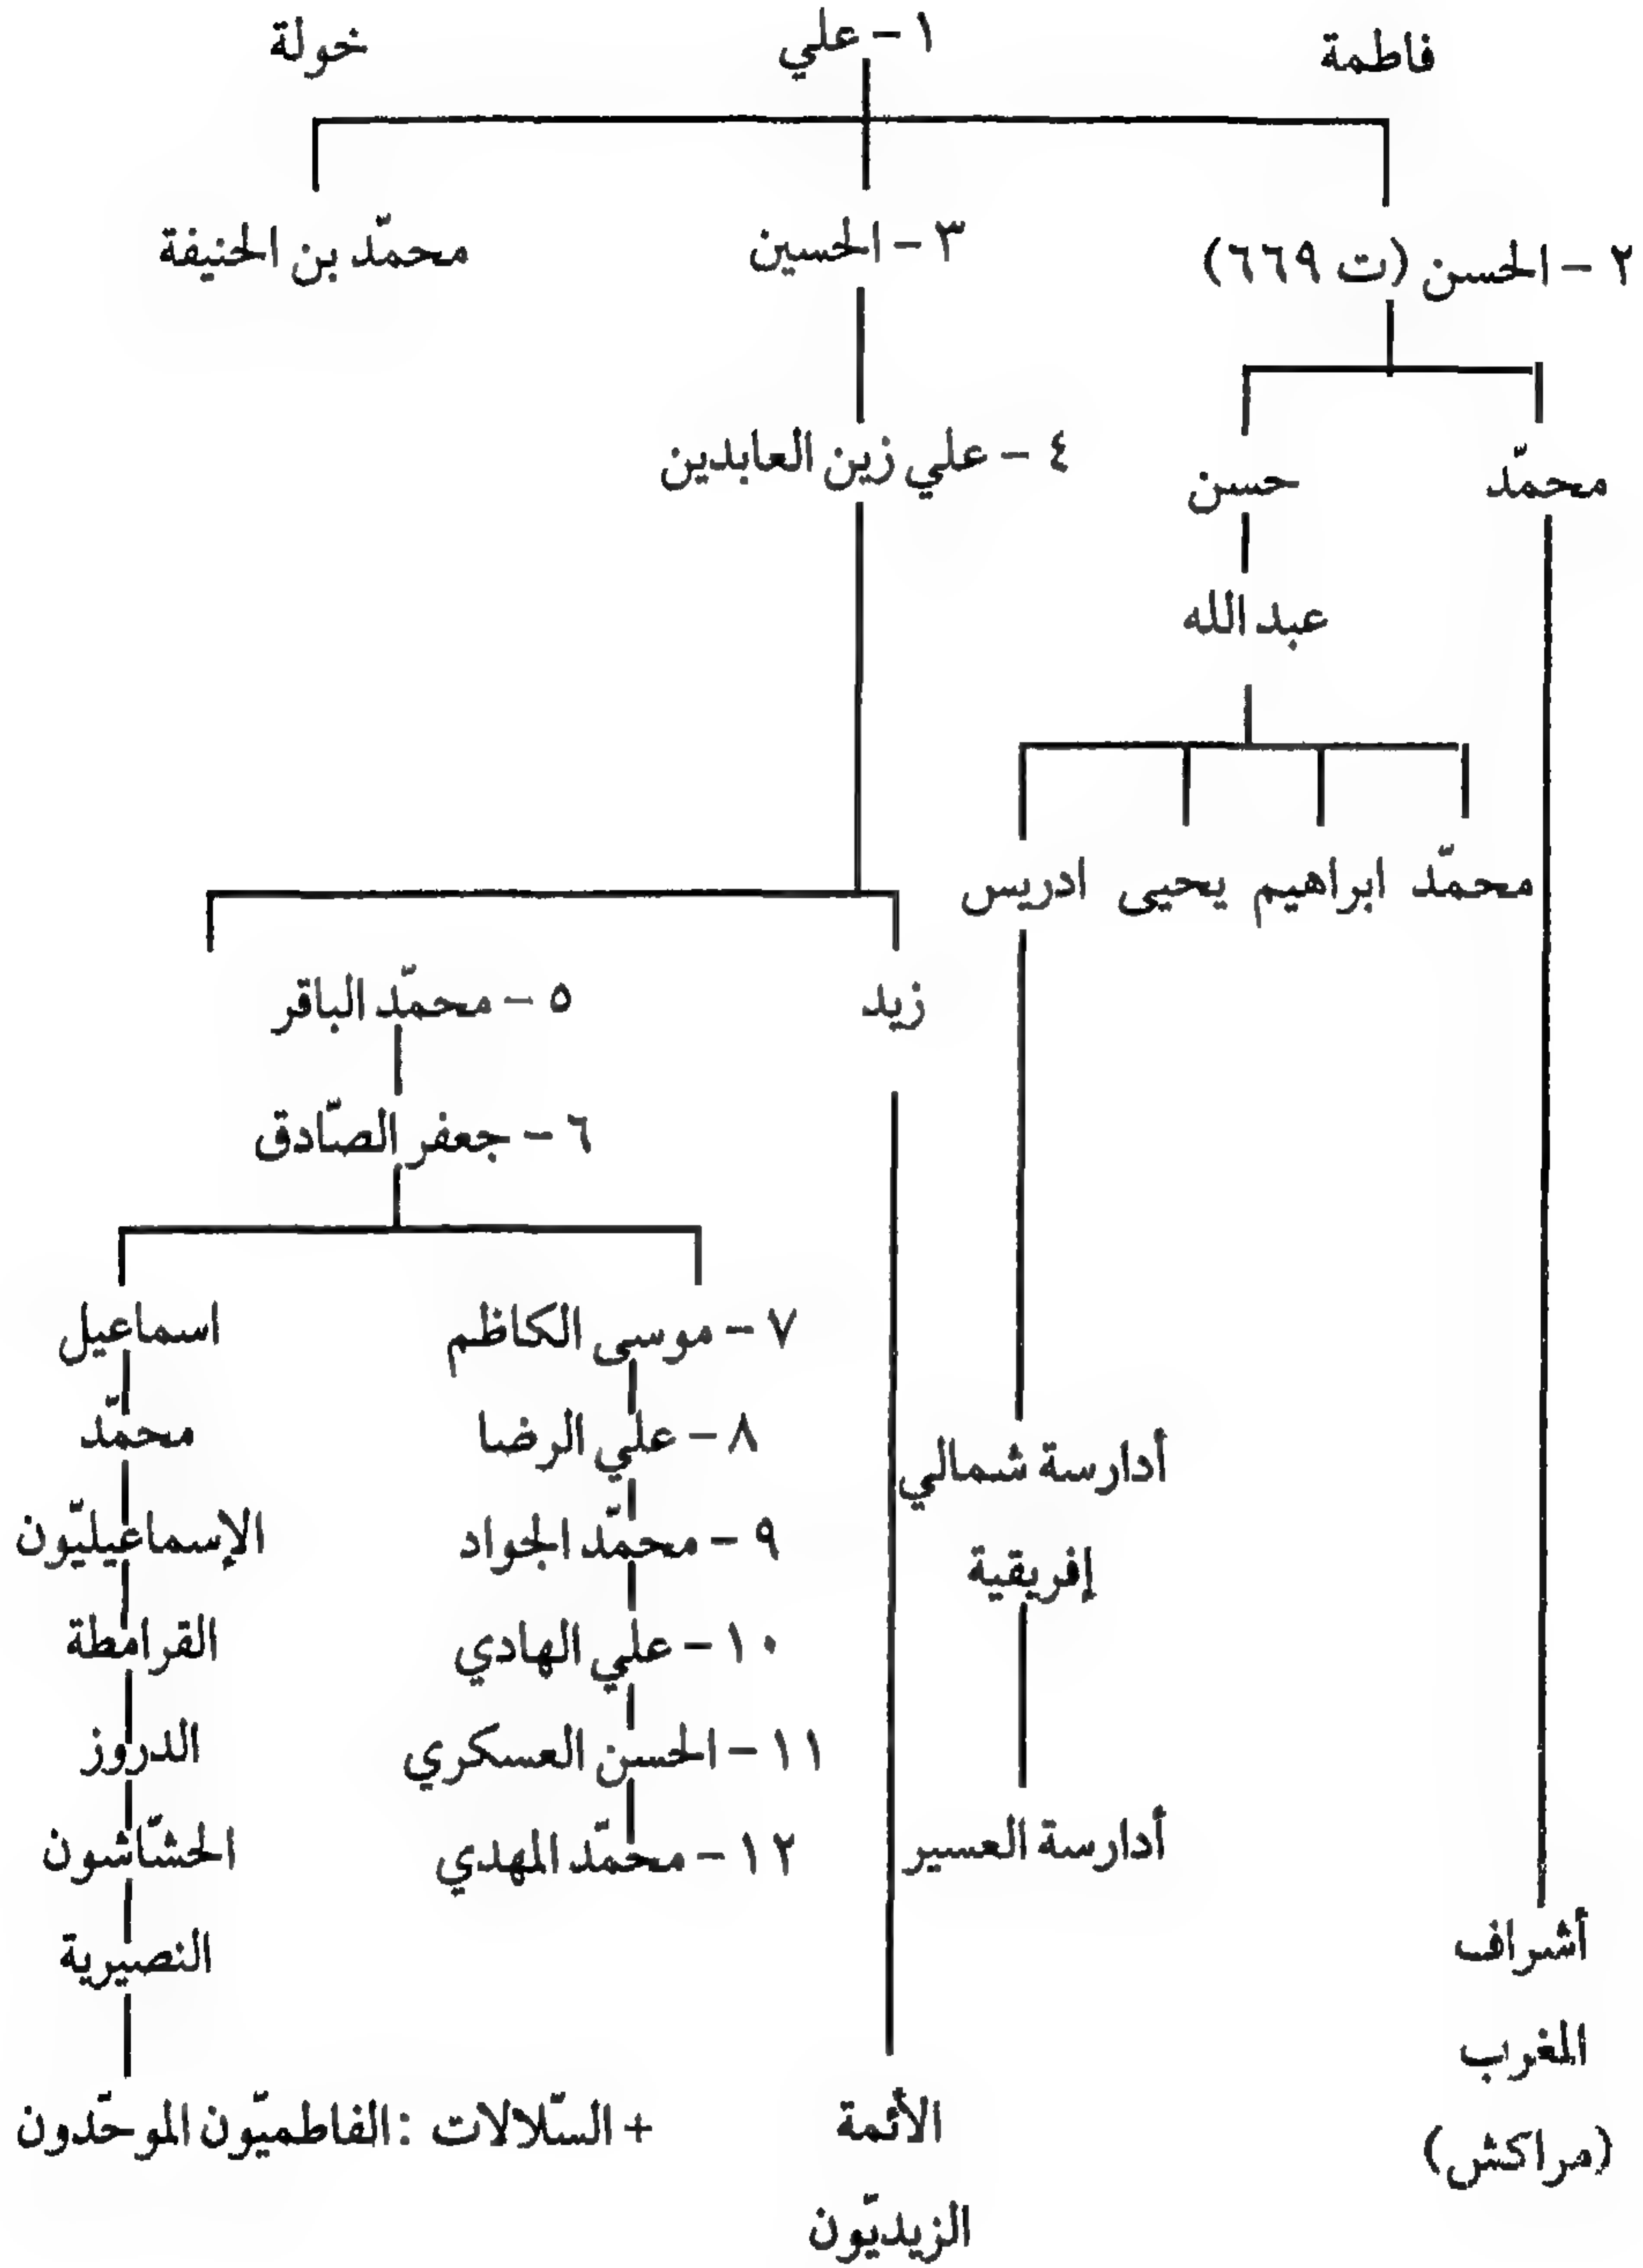 فاطمة
١ - علي
خولة
٢ - الحسن (ت ٦٦٩)
٣ - الحسين
محمّد بن الحنيفة
محمّد
حسن
٤ - علي زين العابدين
عبد الله
محمّد ابراهيم يحيى ادريس
زيد
٥ - محمّد الباقر
٦ - جعفر الصّادق
٧ - موسى الكاظم
اسماعيل
٨ - علي الرضا
محمّد
أدارسة شمالي
٩ - محمّد الجواد
الإسماعيليّون
إفريقية
١٠ - علي الهادي
القرامطة
١١ - الحسن العسكري
الدروز
أدارسة العسير
١٢ - محمّد المهدي
الحشّاشون
أشراف
النصيرية
المغرب
(مراكش)
الأئمة
+ السّلالات : الفاطميّون الموحّدون
الزيديّون